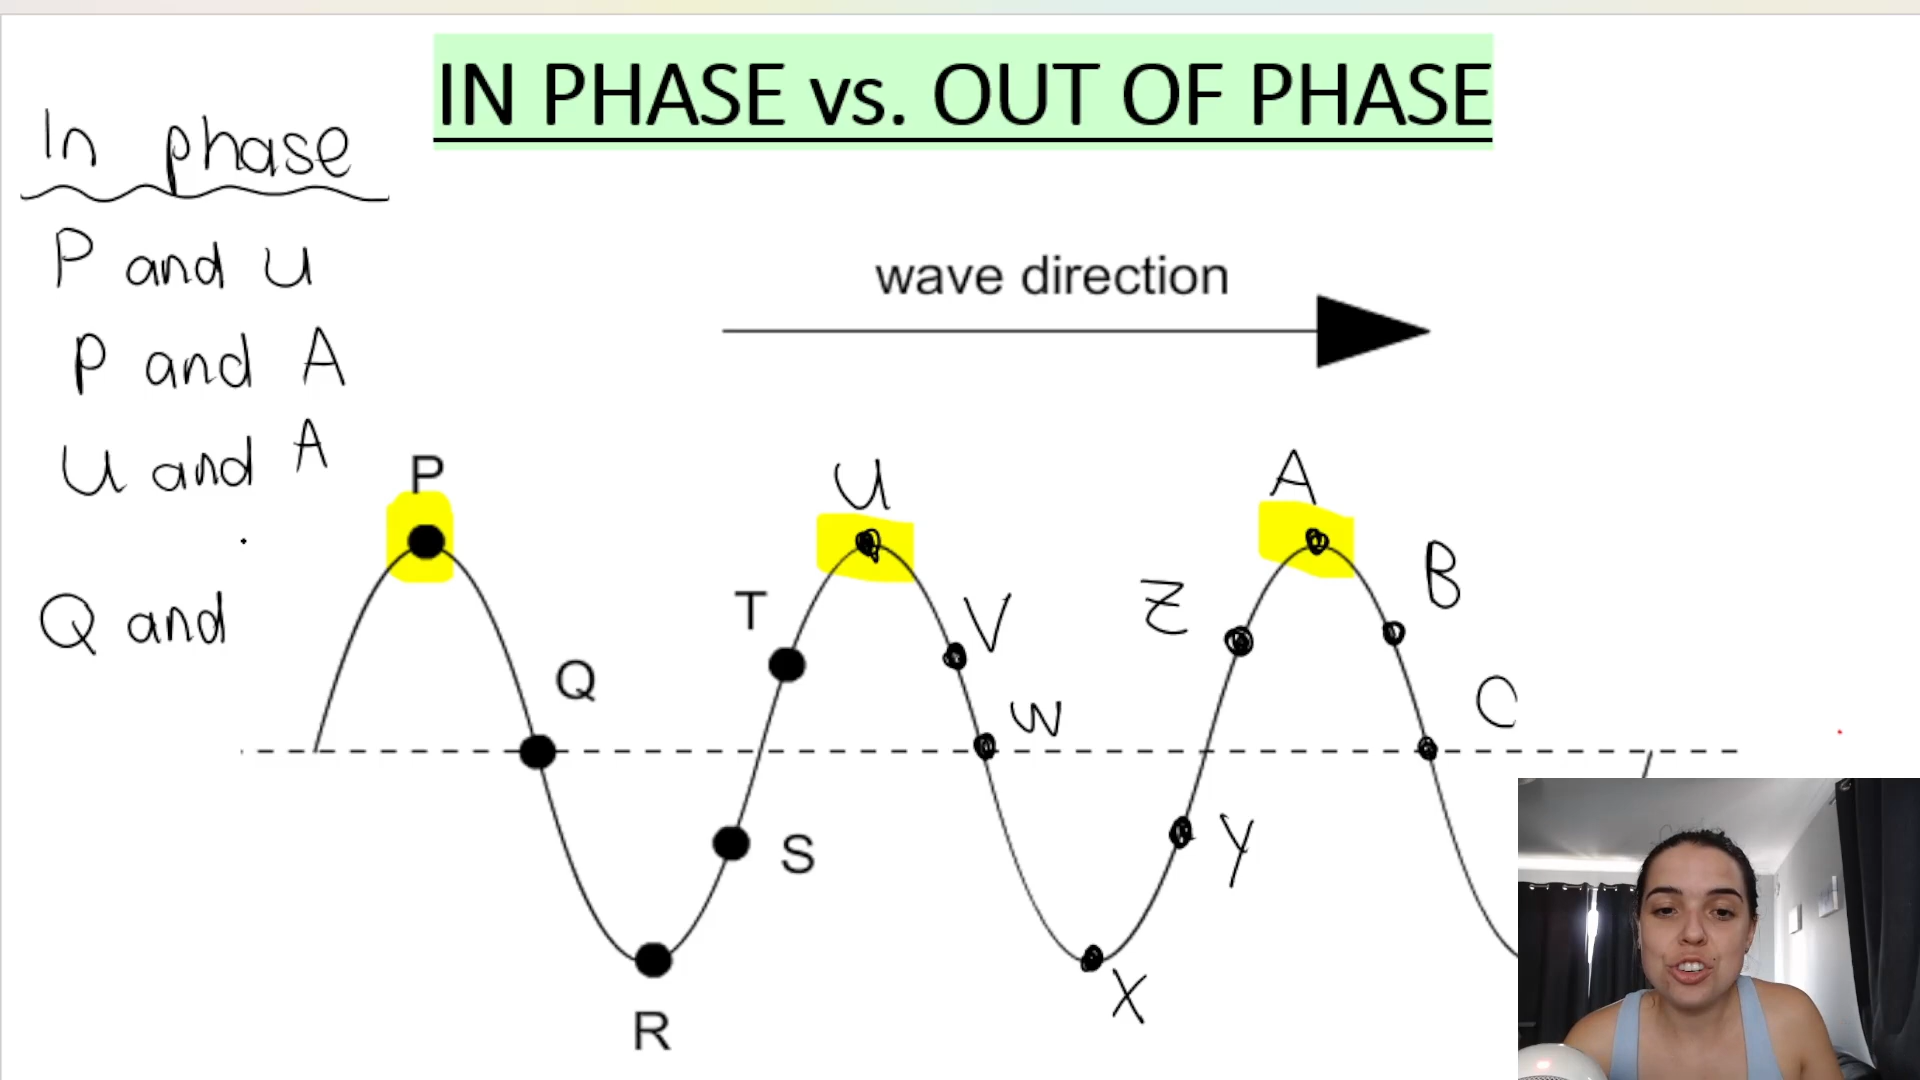 IN PHASE vs. OUT OF PHASE
In phase
P and U
P and A
U and A
Q and
wave direction
P
U
A
T
V
Z
B
Q
W
C
S
Y
R
X